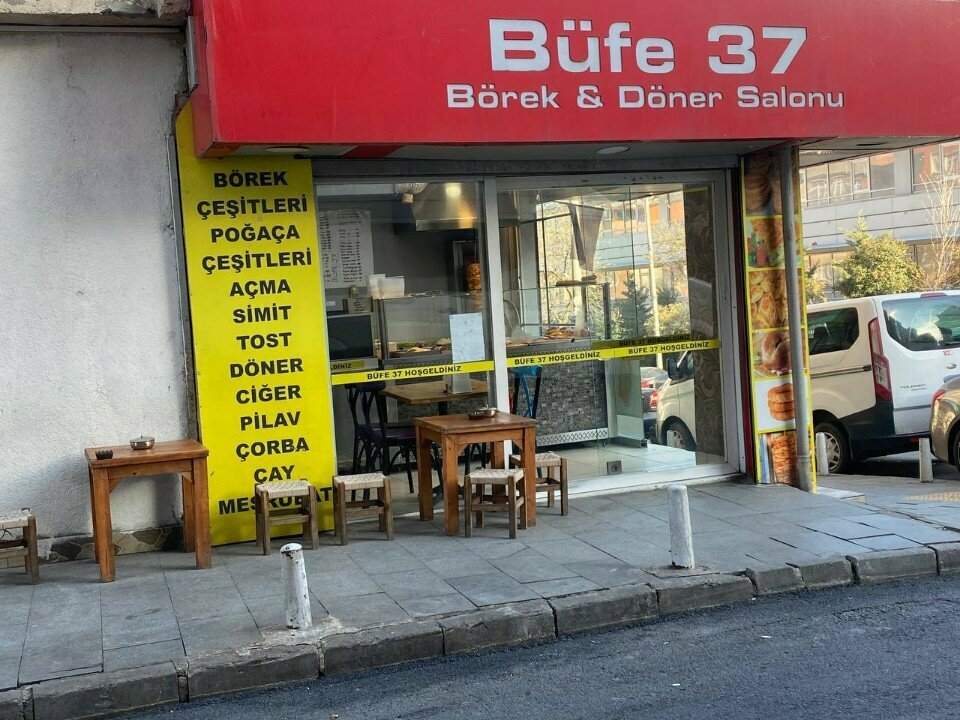 Büfe 37
Börek & Döner Salonu
BÖREK
ÇEŞİTLERİ
POĞAÇA
ÇEŞİTLERİ
AÇMA
SİMİT
TOST
DÖNER
CİĞER
PİLAV
ÇORBA
ÇAY
MEŞRUBAT
BÜFE 37 HOŞGELDİNİZ
BÜFE 37 HOŞGELDİNİZ
BÜFE 37 HOŞGELDİNİZ